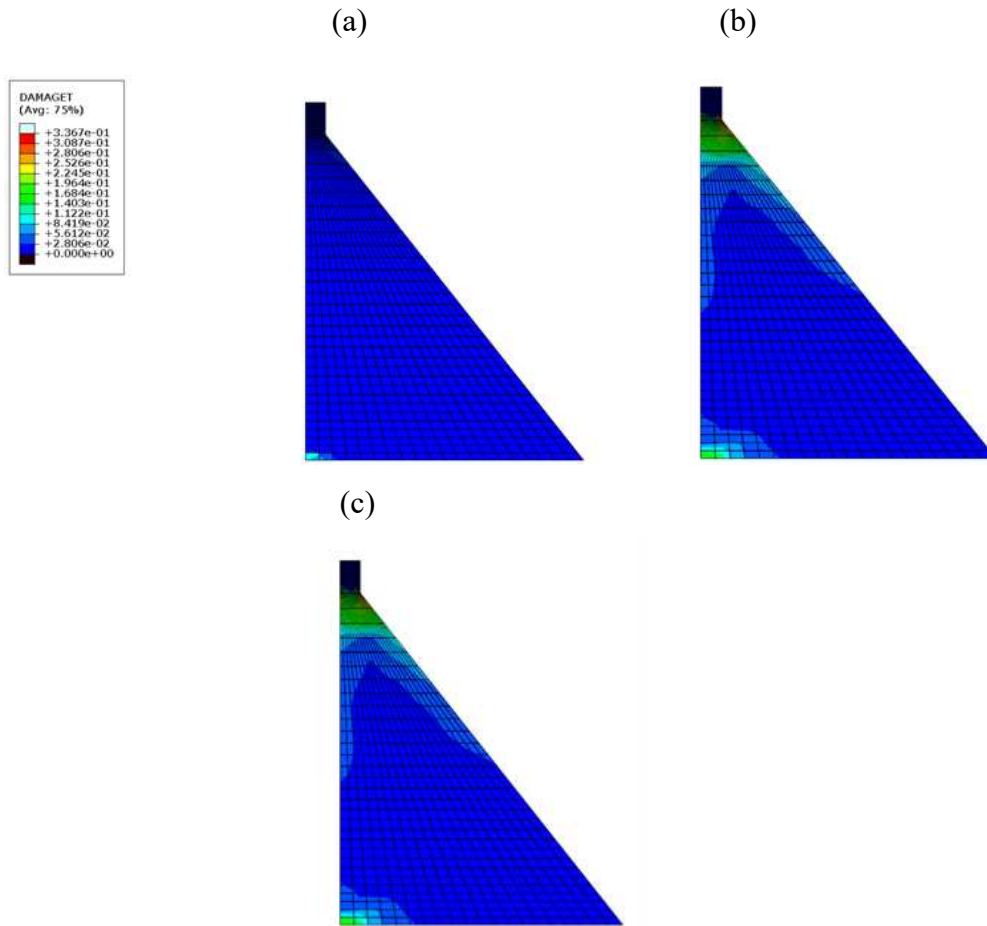 (a)
(b)
DAMAGET
(Avg: 75%)
+3.367e-01
+3.087e-01
+2.806e-01
+2.526e-01
+2.245e-01
+1.964e-01
+1.684e-01
+1.403e-01
+1.122e-01
+8.419e-02
+5.612e-02
+2.806e-02
+0.000e+00
(c)